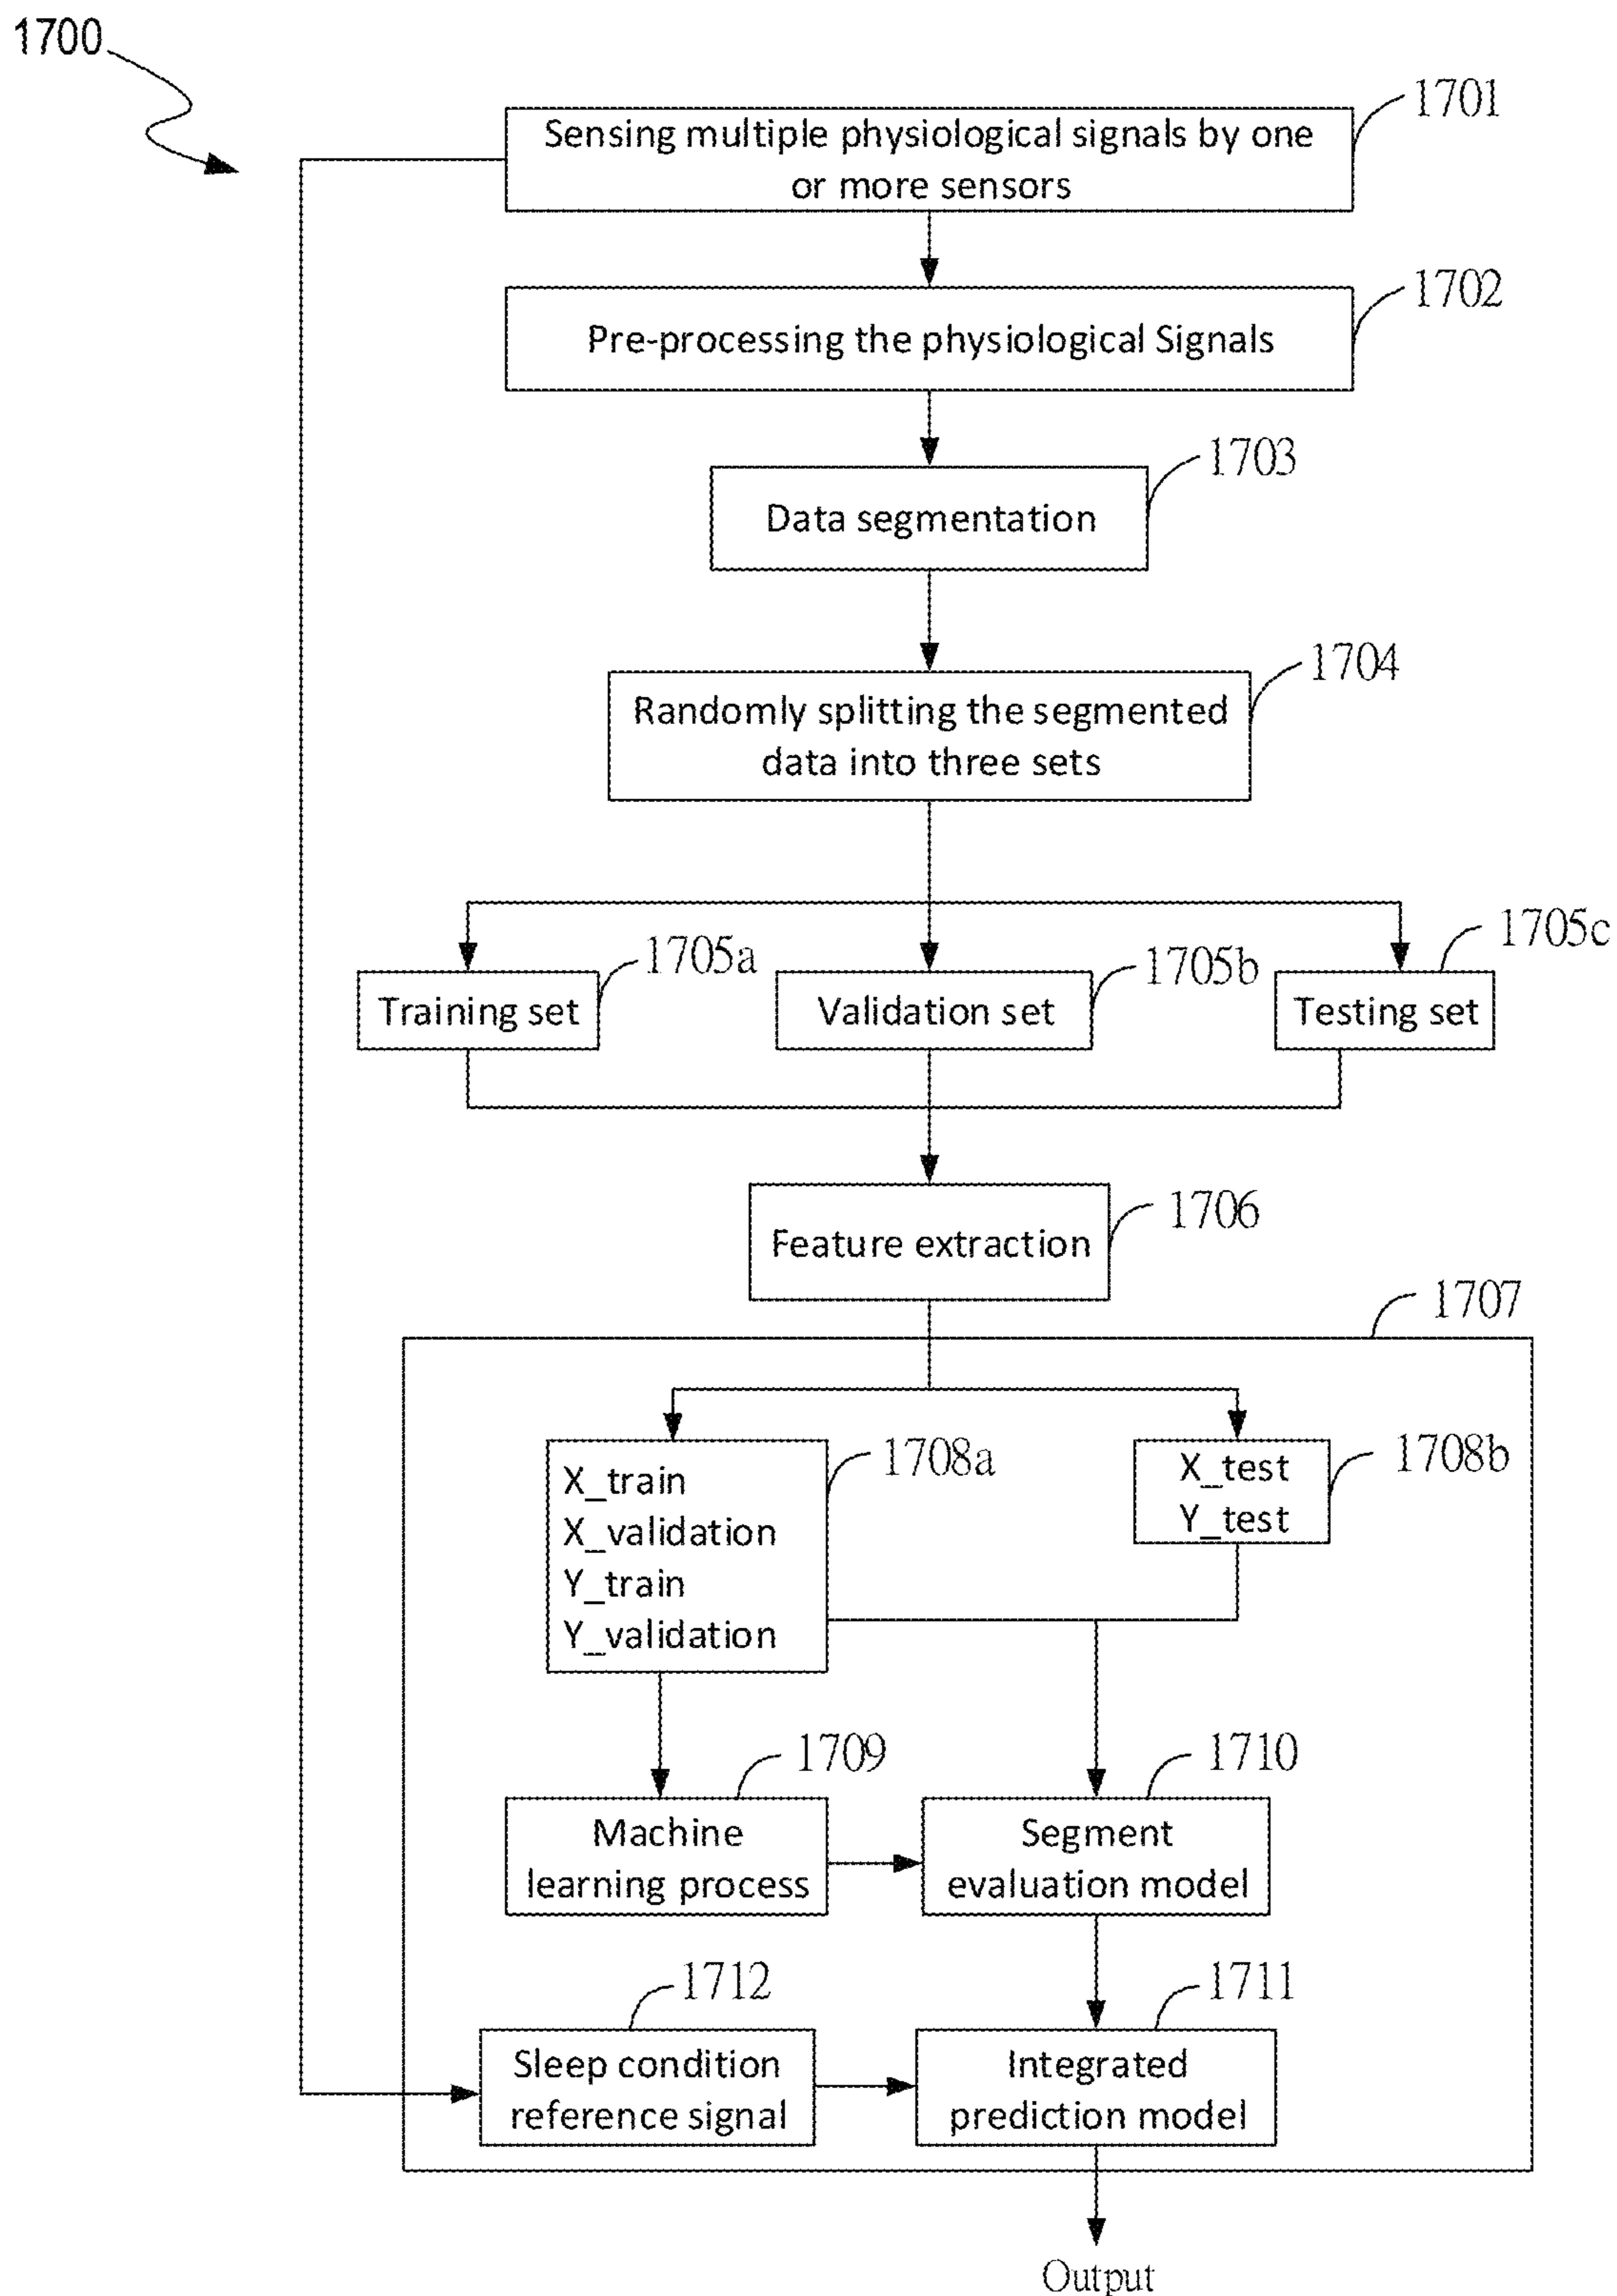 1700
1701
Sensing multiple physiological signals by one
or more sensors
1702
Pre-processing the physiological Signals
1703
Data segmentation
1704
Randomly splitting the segmented
data into three sets
1705a
1705b
1705c
Training set
Validation set
Testing set
1706
Feature extraction
1707
1708a
X_train
X_validation
Y_train
Y_validation
1708b
X_test
Y_test
1709
Machine
learning process
1710
Segment
evaluation model
1712
Sleep condition
reference signal
1711
Integrated
prediction model
Output